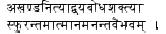 अखण्डनित्याद्वयबोधशक्त्या
स्फुरन्तमात्मानमनन्तवैभवम् ।